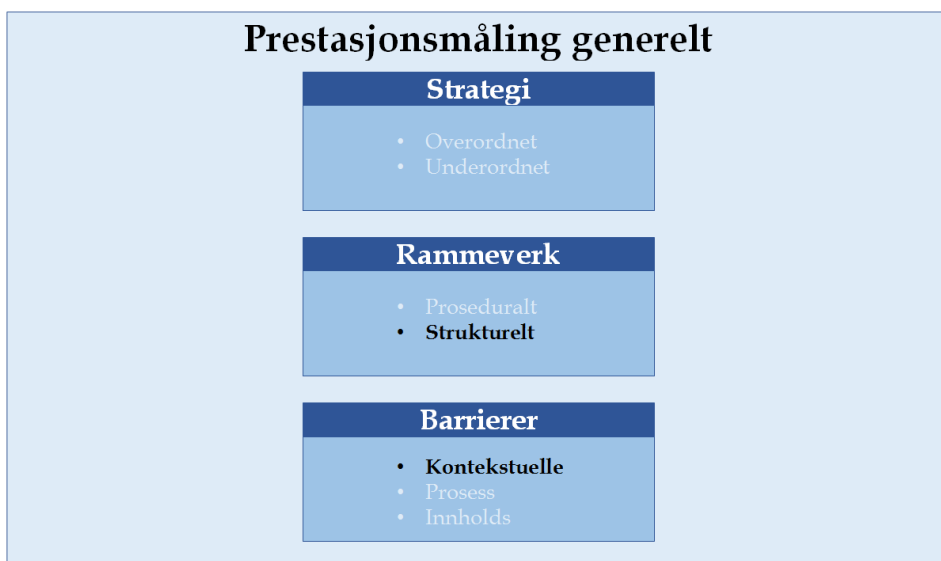 Prestasjonsmåling generelt
Strategi
• Overordnet
• Underordnet
Rammeverk
• Proseduralt
• Strukturelt
Barrierer
• Kontekstuelle
• Prosess
• Innholds